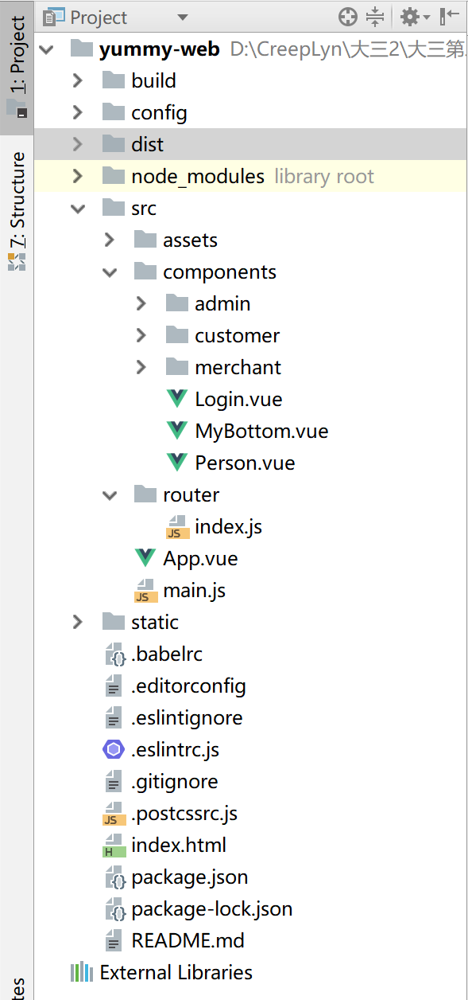 Project
1: Project
yummy-web D:\CreepLyn\大三2\大三第
build
config
dist
node_modules library root
7: Structure
src
assets
components
admin
customer
merchant
Login.vue
MyBottom.vue
Person.vue
router
JS index.js
App.vue
JS main.js
static
.babelrc
.editorconfig
.eslintignore
.eslintrc.js
.gitignore
JS .postcssrc.js
H index.html
package.json
package-lock.json
README.md
External Libraries
tes